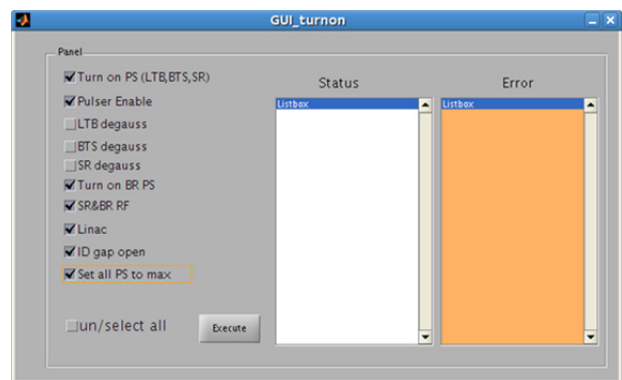 GUI_turnon
Panel
Turn on PS (LTB,BTS,SR)
Pulser Enable
LTB degauss
BTS degauss
SR degauss
Turn on BR PS
SR&BR RF
Linac
ID gap open
Set all PS to max
un/select all
Execute
Status
Listbox
Error
Listbox